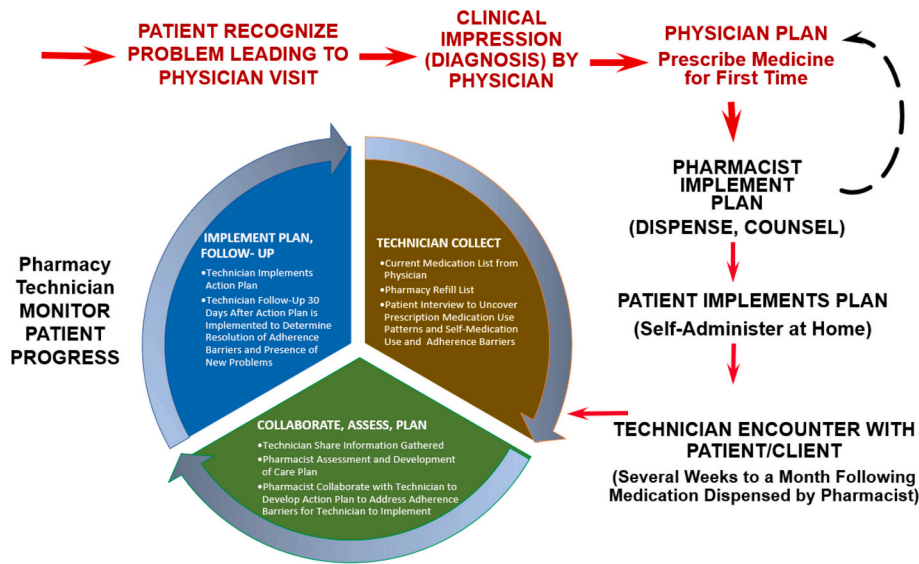 PATIENT RECOGNIZE
PROBLEM LEADING TO
PHYSICIAN VISIT
CLINICAL
IMPRESSION
(DIAGNOSIS) BY
PHYSICIAN
PHYSICIAN PLAN
Prescribe Medicine
for First Time
PHARMACIST
IMPLEMENT
PLAN
(DISPENSE, COUNSEL)
PATIENT IMPLEMENTS PLAN
(Self-Administer at Home)
TECHNICIAN ENCOUNTER WITH
PATIENT/CLIENT
(Several Weeks to a Month Following
Medication Dispensed by Pharmacist)
TECHNICIAN COLLECT
•Current Medication List from
Physician
•Pharmacy Refill List
•Patient Interview to Uncover
Prescription Medication Use
Patterns and Self-Medication
Use and Adherence Barriers
COLLABORATE, ASSESS, PLAN
•Technician Share Information Gathered
•Pharmacist Assessment and Development
of Care Plan
•Pharmacist Collaborate with Technician to
Develop Action Plan to Address Adherence
Barriers for Technician to Implement
IMPLEMENT PLAN,
FOLLOW- UP
•Technician Implements
Action Plan
•Technician Follow-Up 30
Days After Action Plan is
Implemented to Determine
Resolution of Adherence
Barriers and Presence of
New Problems
Pharmacy
Technician
MONITOR
PATIENT
PROGRESS